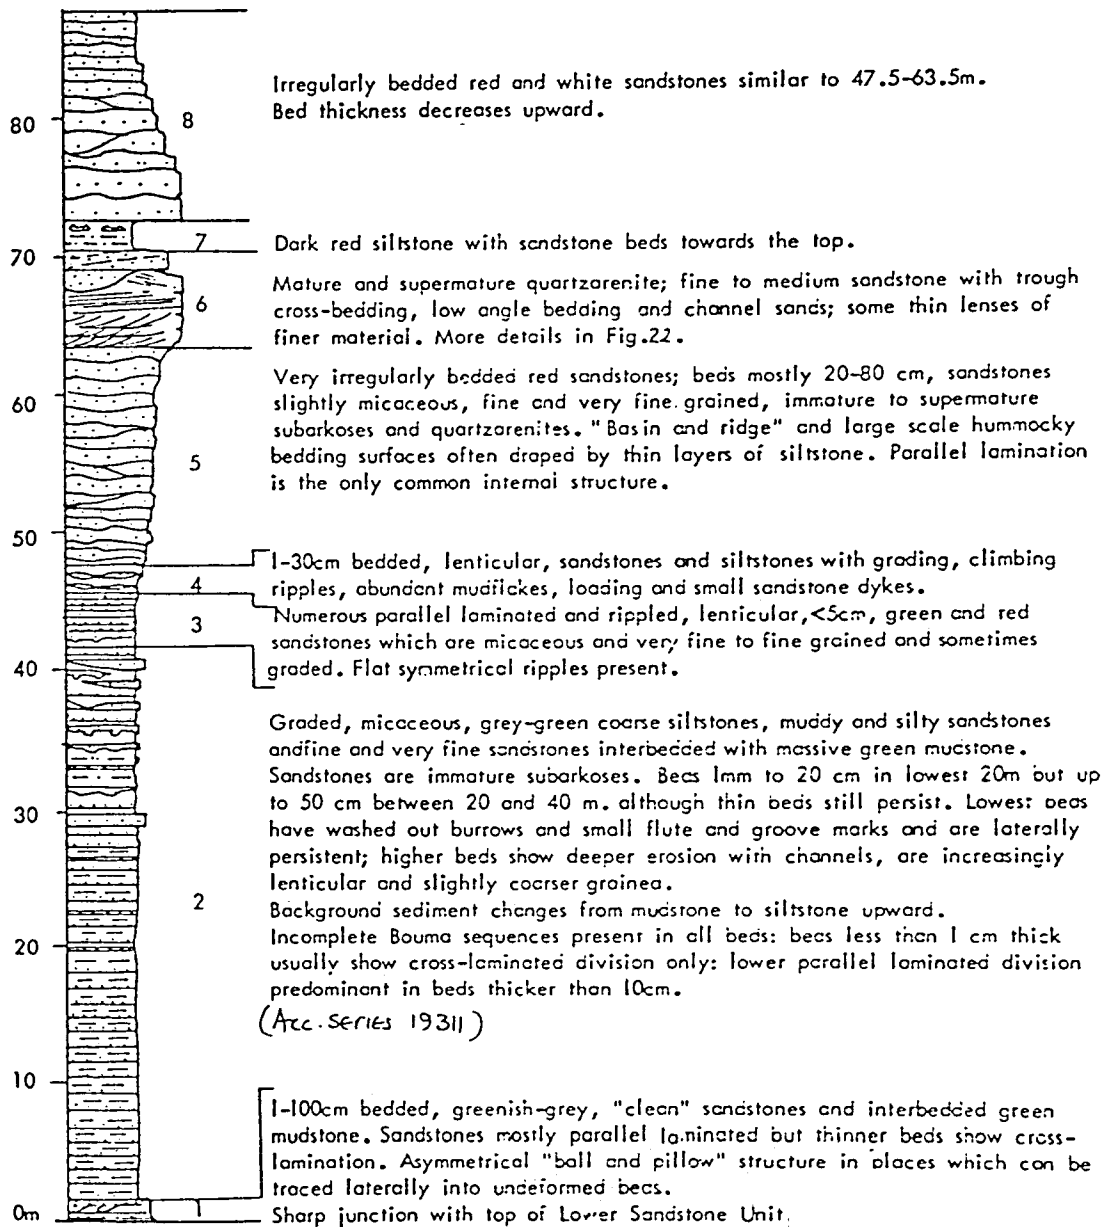 80
8
Irregularly bedded red and white sandstones similar to 47.5-63.5m.
Bed thickness decreases upward.
70
7
Dark red siltstone with sandstone beds towards the top.
6
Mature and supermature quartzarenite; fine to medium sandstone with trough
cross-bedding, low angle bedding and channel sands; some thin lenses of
finer material. More details in Fig.22.
60
5
Very irregularly bedded red sandstones; beds mostly 20-80 cm, sandstones
slightly micaceous, fine and very fine grained, immature to supermature
subarkoses and quartzarenites. "Basin and ridge" and large scale hummocky
bedding surfaces often draped by thin layers of siltstone. Parallel lamination
is the only common internal structure.
50
4
1-30cm bedded, lenticular, sandstones and siltstones with grading, climbing
ripples, abundant mudflakes, loading and small sandstone dykes.
3
Numerous parallel laminated and rippled, lenticular,<5cm, green and red
sandstones which are micaceous and very fine to fine grained and sometimes
graded. Flat symmetrical ripples present.
40
30
2
20
Graded, micaceous, grey-green coarse siltstones, muddy and silty sandstones
andfine and very fine sandstones interbedded with massive green mudstone.
Sandstones are immature subarkoses. Beds 1mm to 20 cm in lowest 20m but up
to 50 cm between 20 and 40 m. although thin beds still persist. Lowest beds
have washed out burrows and small flute and groove marks and are laterally
persistent; higher beds show deeper erosion with channels, are increasingly
lenticular and slightly coarser grained.
Background sediment changes from mudstone to siltstone upward.
Incomplete Bouma sequences present in all beds: beds less than 1 cm thick
usually show cross-laminated division only: lower parallel laminated division
predominant in beds thicker than 10cm.
(Acc. SERIES 19311)
10
1
0m
1-100cm bedded, greenish-grey, "clean" sandstones and interbedded green
mudstone. Sandstones mostly parallel laminated but thinner beds show cross-
lamination. Asymmetrical "ball and pillow" structure in places which can be
traced laterally into undeformed beds.
Sharp junction with top of Lower Sandstone Unit.